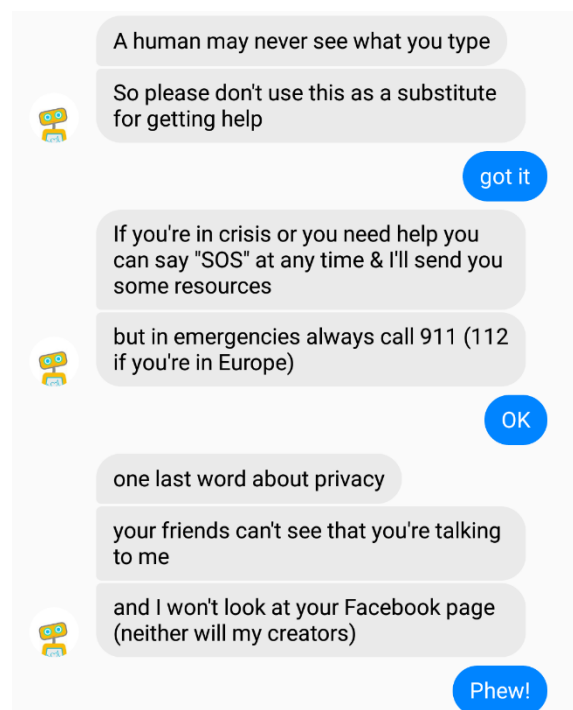 A human may never see what you type
So please don't use this as a substitute
for getting help
got it
If you're in crisis or you need help you
can say "SOS" at any time & I'll send you
some resources
but in emergencies always call 911 (112
if you're in Europe)
OK
one last word about privacy
your friends can't see that you're talking
to me
and I won't look at your Facebook page
(neither will my creators)
Phew!